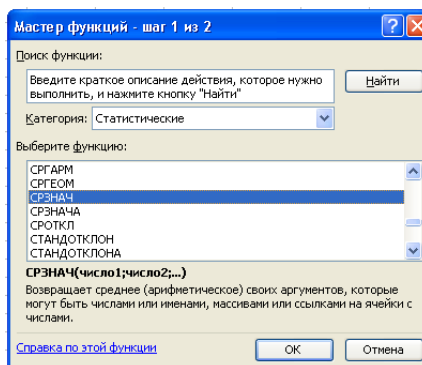 Мастер функций - шаг 1 из 2
Поиск функции:
Введите краткое описание действия, которое нужно
выполнить, и нажмите кнопку "Найти"
Найти
Категория: Статистические
Выберите функцию:
СРГАРМ
СРГЕОМ
СРЗНАЧ
СРЗНАЧА
СРОТКЛ
СТАНДОТКЛОН
СТАНДОТКЛОНА
СРЗНАЧ(число1;число2;...)
Возвращает среднее (арифметическое) своих аргументов, которые
могут быть числами или именами, массивами или ссылками на ячейки с
числами.
Справка по этой функции
ОК
Отмена